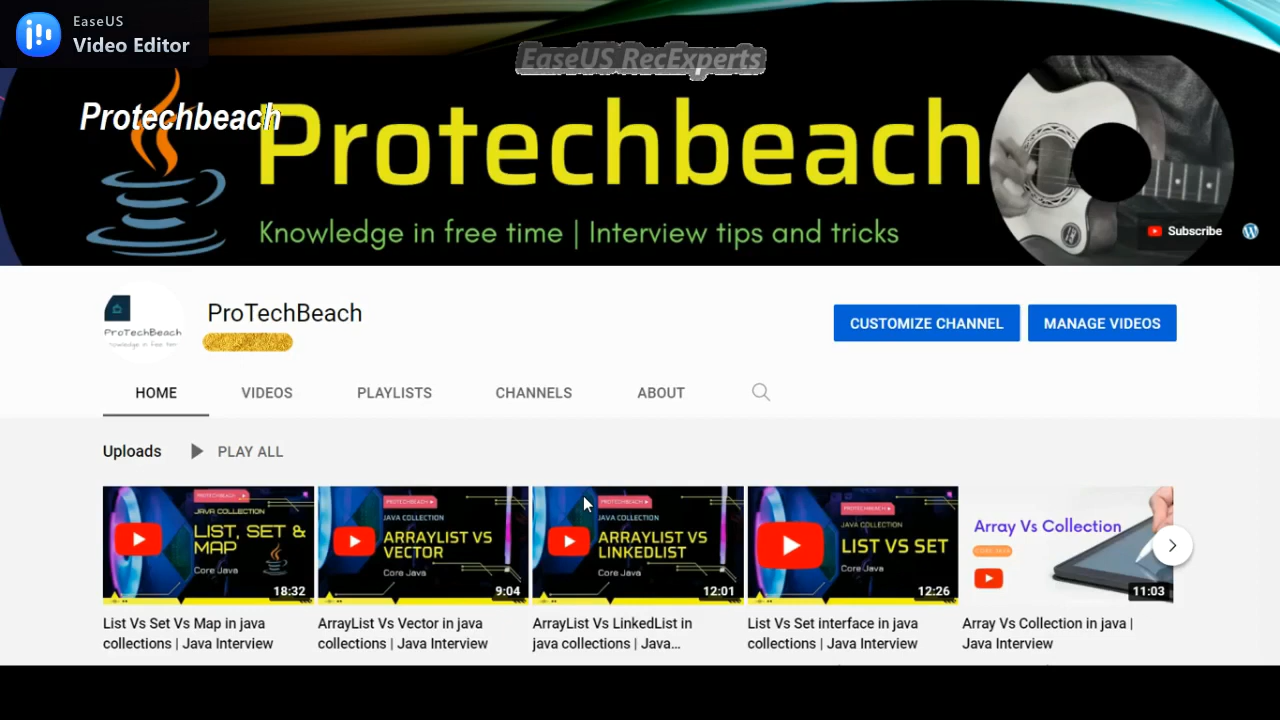 EaseUS
Video Editor
EaseUS RecExperts
Protechbeach
Protechbeach
Knowledge in free time | Interview tips and tricks
Subscribe
ProTechBeach
ProTechBeach
CUSTOMIZE CHANNEL
MANAGE VIDEOS
HOME
VIDEOS
PLAYLISTS
CHANNELS
ABOUT
Uploads
PLAY ALL
PROTECHBEACH
JAVA COLLECTION
LIST, SET &
MAP
Core Java
18:32
PROTECHBEACH
JAVA COLLECTION
ARRAYLIST VS
VECTOR
Core Java
9:04
PROTECHBEACH
JAVA COLLECTION
ARRAYLIST VS
LINKEDLIST
Core Java
12:01
PROTECHBEACH
JAVA COLLECTION
LIST VS SET
Core Java
12:26
Array Vs Collection
11:03
List Vs Set Vs Map in java
collections | Java Interview
ArrayList Vs Vector in java
collections | Java Interview
ArrayList Vs LinkedList in
java collections | Java...
List Vs Set interface in java
collections | Java Interview
Array Vs Collection in java |
Java Interview